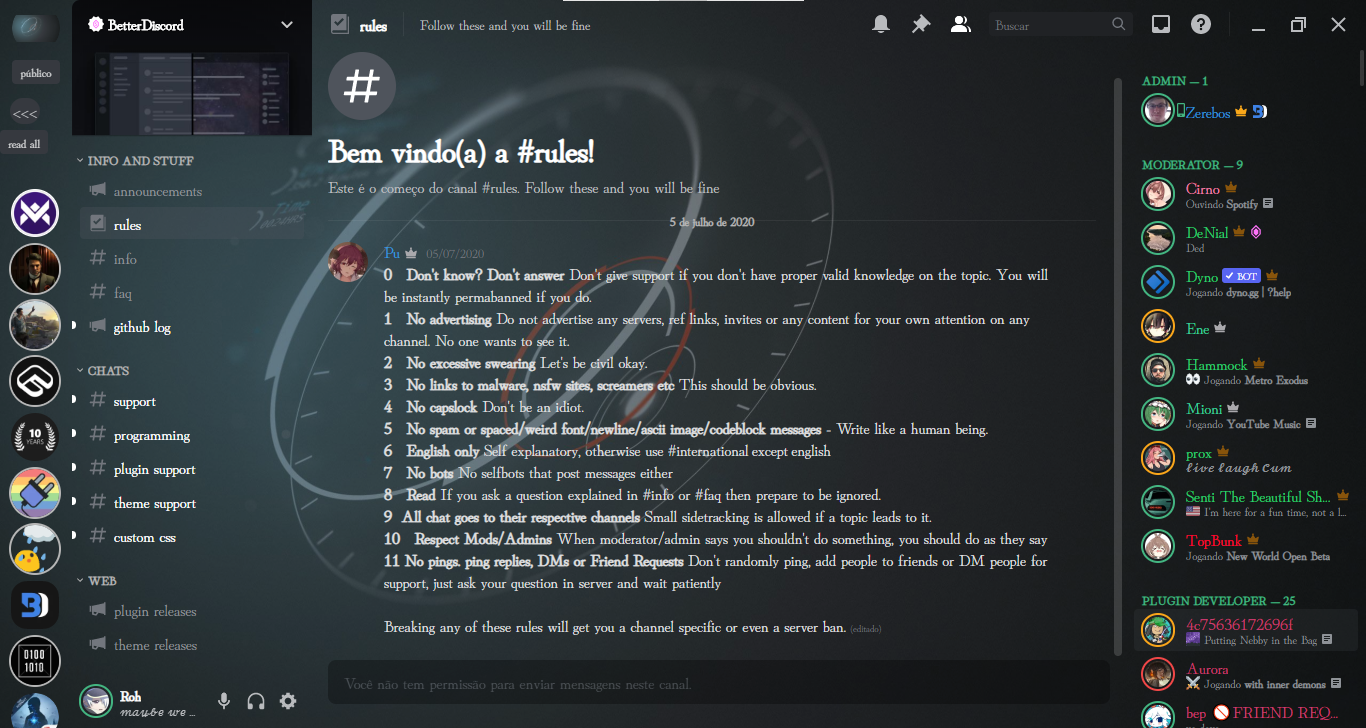 BetterDiscord
rules
Follow these and you will be fine
Buscar
público
<<<
read all
10
YEARS
0100
1010
INFO AND STUFF
announcements
rules
info
faq
github log
CHATS
support
programming
plugin support
theme support
custom css
WEB
plugin releases
theme releases
Roh
maybe we ...
Bem vindo(a) a #rules!
Este é o começo do canal #rules. Follow these and you will be fine
5 de julho de 2020
Pu 05/07/2020
0 Don't know? Don't answer Don't give support if you don't have proper valid knowledge on the topic. You will
be instantly permabanned if you do.
1 No advertising Do not advertise any servers, ref links, invites or any content for your own attention on any
channel. No one wants to see it.
2 No excessive swearing Let's be civil okay.
3 No links to malware, nsfw sites, screamers etc This should be obvious.
4 No capslock Don't be an idiot.
5 No spam or spaced/weird font/newline/ascii image/codeblock messages - Write like a human being.
6 English only Self explanatory, otherwise use #international except english
7 No bots No selfbots that post messages either
8 Read If you ask a question explained in #info or #faq then prepare to be ignored.
9 All chat goes to their respective channels Small sidetracking is allowed if a topic leads to it.
10 Respect Mods/Admins When moderator/admin says you shouldn't do something, you should do as they say
11 No pings. ping replies, DMs or Friend Requests Don't randomly ping, add people to friends or DM people for
support, just ask your question in server and wait patiently
Breaking any of these rules will get you a channel specific or even a server ban. (editado)
Você não tem permissão para enviar mensagens neste canal.
ADMIN — 1
Zerebos
MODERATOR — 9
Cirno
Ouvindo Spotify
DeNial
Ded
Dyno BOT
Jogando dyno.gg | ?help
Ene
Hammock
Jogando Metro Exodus
Mioni
Jogando YouTube Music
prox
live laugh cum
Senti The Beautiful Sh...
I'm here for a fun time, not a l...
TopBunk
Jogando New World Open Beta
PLUGIN DEVELOPER — 25
4c75636172696f
Putting Nebby in the Bag
Aurora
Jogando with inner demons
bep 🚫 FRIEND REQ...